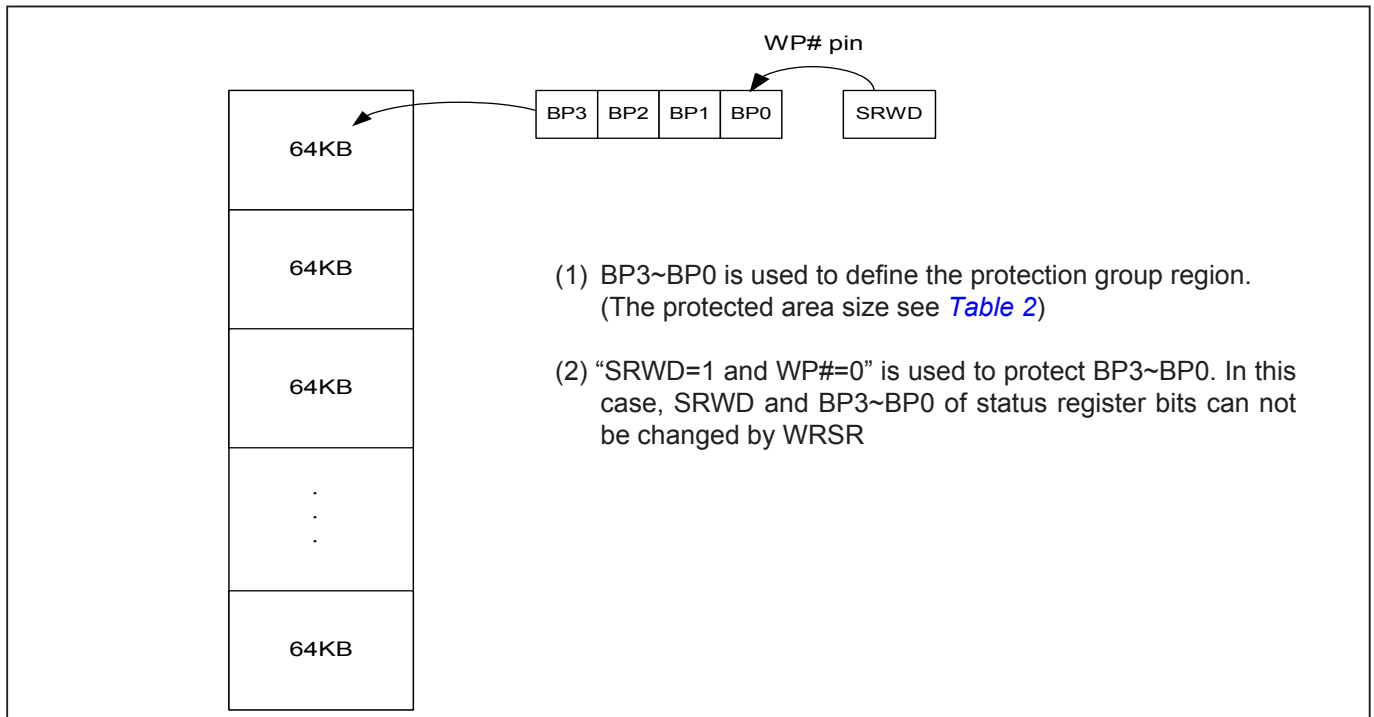 WP# pin
BP3 BP2 BP1 BP0 SRWD
64KB
64KB
(1) BP3~BP0 is used to define the protection group region.
(The protected area size see Table 2)
64KB
(2) “SRWD=1 and WP#=0” is used to protect BP3~BP0. In this
case, SRWD and BP3~BP0 of status register bits can not
be changed by WRSR
.
.
.
64KB